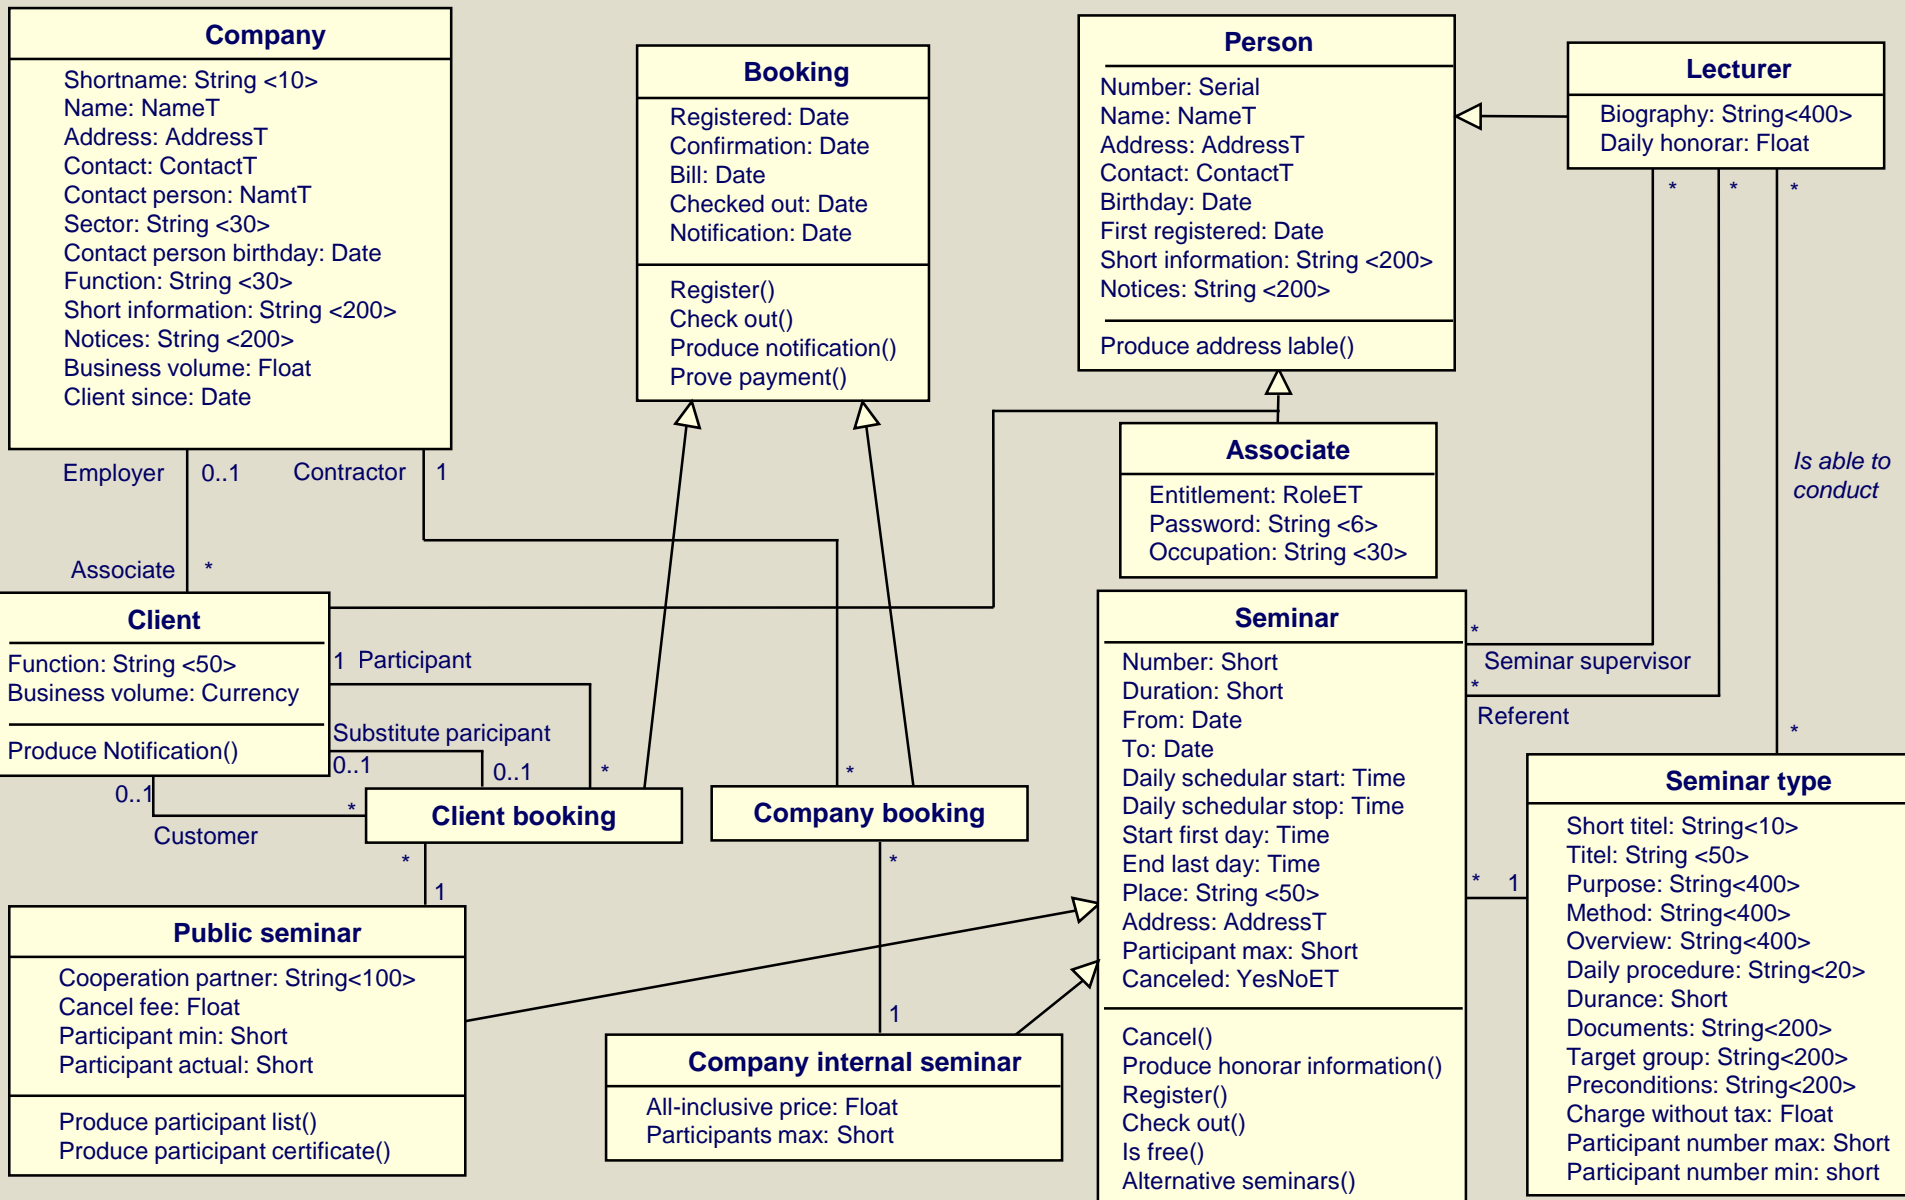 Company
Shortname: String <10>
Name: NameT
Address: AddressT
Contact: ContactT
Contact person: NamtT
Sector: String <30>
Contact person birthday: Date
Function: String <30>
Short information: String <200>
Notices: String <200>
Business volume: Float
Client since: Date
Booking
Registered: Date
Confirmation: Date
Bill: Date
Checked out: Date
Notification: Date
Register()
Check out()
Produce notification()
Prove payment()
Person
Number: Serial
Name: NameT
Address: AddressT
Contact: ContactT
Birthday: Date
First registered: Date
Short information: String <200>
Notices: String <200>
Produce address lable()
Lecturer
Biography: String<400>
Daily honorar: Float
* * *
Employer 0..1 Contractor 1
Associate *
Associate
Entitlement: RoleET
Password: String <6>
Occupation: String <30>
Is able to
conduct
Client
Function: String <50>
Business volume: Currency
Produce Notification()
1 Participant
Substitute paricipant
0..1 0..1 * *
0..1 *
Customer
Client booking
Company booking
* *
1
Public seminar
Cooperation partner: String<100>
Cancel fee: Float
Participant min: Short
Participant actual: Short
Produce participant list()
Produce participant certificate()
1
Company internal seminar
All-inclusive price: Float
Participants max: Short
Seminar
Number: Short
Duration: Short
From: Date
To: Date
Daily schedular start: Time
Daily schedular stop: Time
Start first day: Time
End last day: Time
Place: String <50>
Address: AddressT
Participant max: Short
Canceled: YesNoET
Cancel()
Produce honorar information()
Register()
Check out()
Is free()
Alternative seminars()
*
Seminar supervisor
*
Referent
*
* 1
Seminar type
Short titel: String<10>
Titel: String <50>
Purpose: String<400>
Method: String<400>
Overview: String<400>
Daily procedure: String<20>
Durance: Short
Documents: String<200>
Target group: String<200>
Preconditions: String<200>
Charge without tax: Float
Participant number max: Short
Participant number min: short